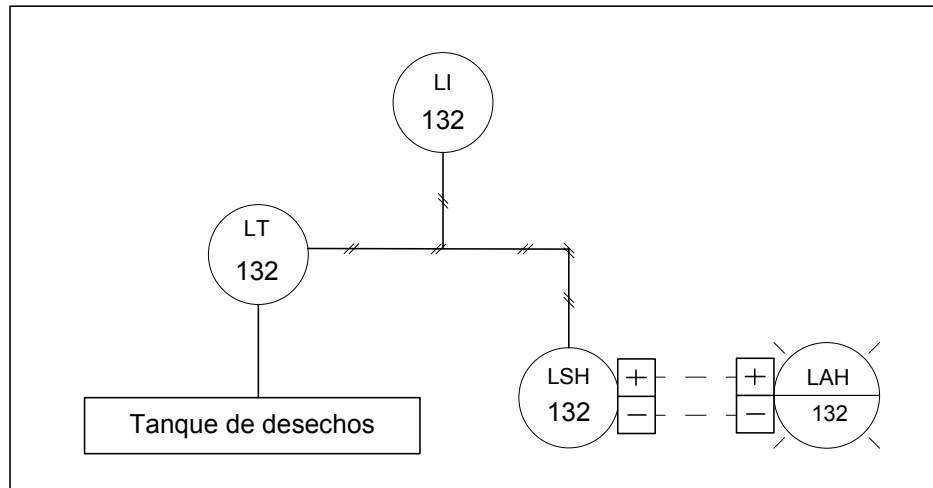 LI
132
LT
132
LSH
132
+
−
+
−
LAH
132
Tanque de desechos